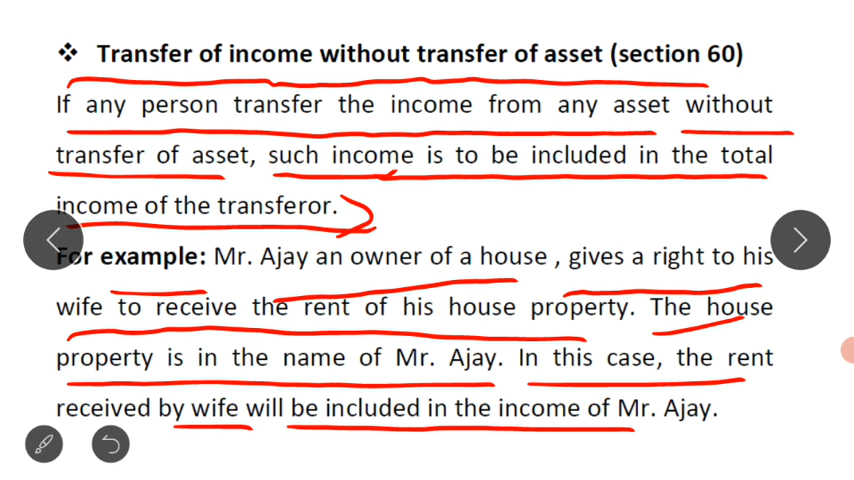 ❖ Transfer of income without transfer of asset (section 60)
If any person transfer the income from any asset without
transfer of asset, such income is to be included in the total
income of the transferor.
For example: Mr. Ajay an owner of a house , gives a right to his
wife to receive the rent of his house property. The house
property is in the name of Mr. Ajay. In this case, the rent
received by wife will be included in the income of Mr. Ajay.